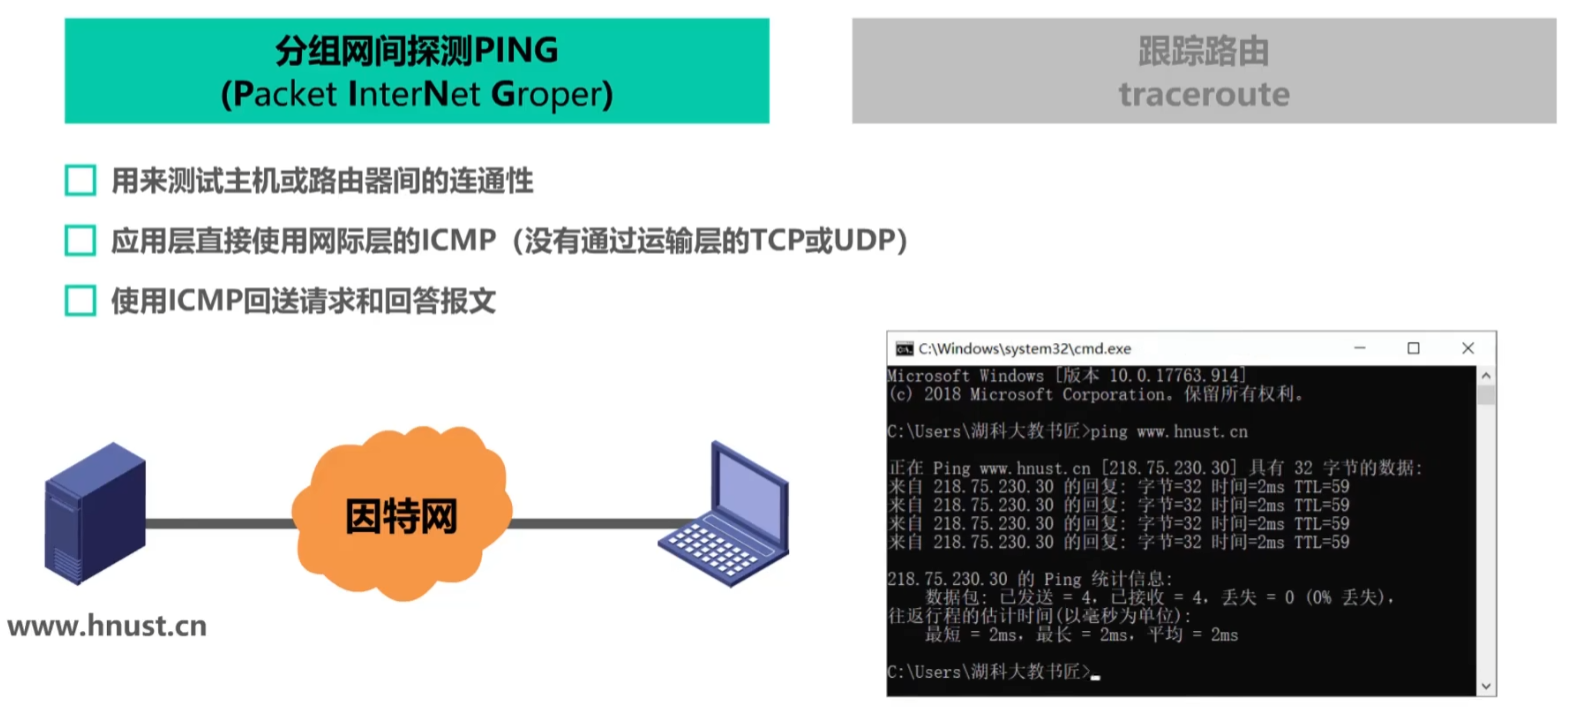 分组网间探测PING
(Packet InterNet Groper)
跟踪路由
traceroute
用来测试主机或路由器间的连通性
应用层直接使用网际层的ICMP（没有通过运输层的TCP或UDP）
使用ICMP回送请求和回答报文
因特网
www.hnust.cn
C:\Windows\system32\cmd.exe
Microsoft Windows [版本 10.0.17763.914]
(c) 2018 Microsoft Corporation。保留所有权利。
C:\Users\湖科大教书匠>ping www.hnust.cn
正在 Ping www.hnust.cn [218.75.230.30] 具有 32 字节的数据:
来自 218.75.230.30 的回复: 字节=32 时间=2ms TTL=59
来自 218.75.230.30 的回复: 字节=32 时间=2ms TTL=59
来自 218.75.230.30 的回复: 字节=32 时间=2ms TTL=59
来自 218.75.230.30 的回复: 字节=32 时间=2ms TTL=59
218.75.230.30 的 Ping 统计信息:
数据包: 已发送 = 4，已接收 = 4，丢失 = 0 (0% 丢失)，
往返行程的估计时间(以毫秒为单位):
最短 = 2ms，最长 = 2ms，平均 = 2ms
C:\Users\湖科大教书匠>